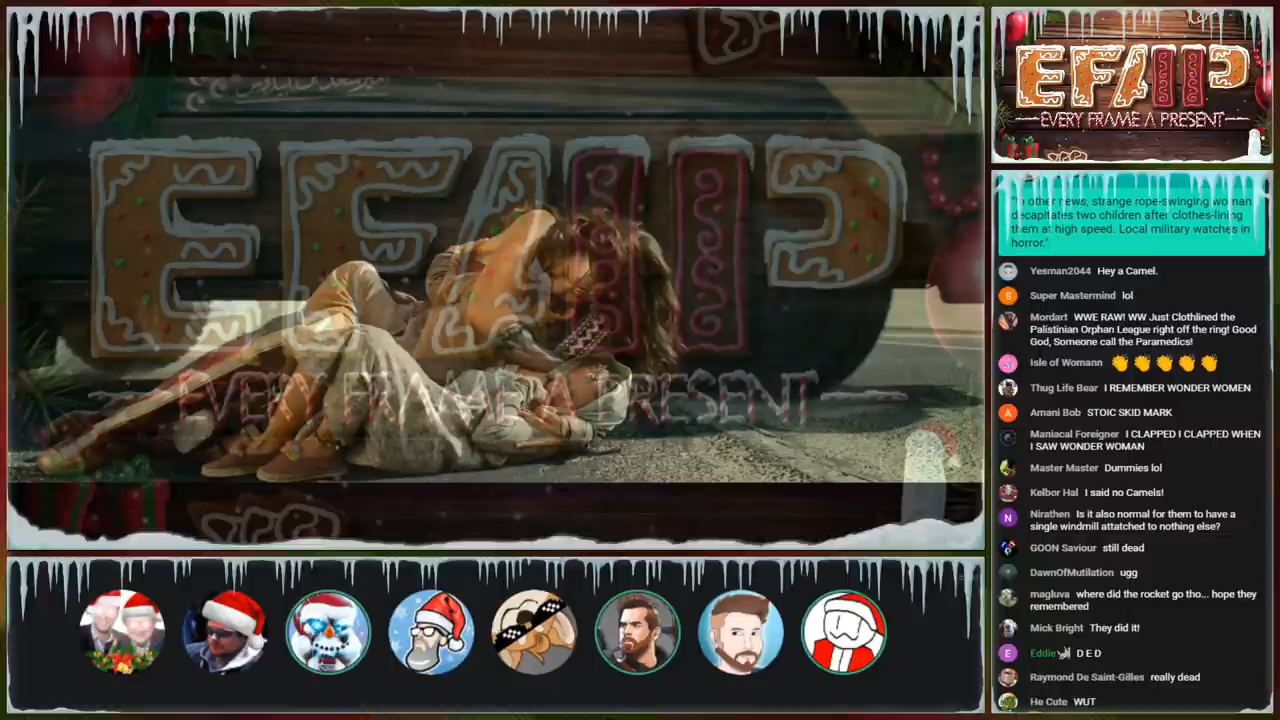 EFAIIP
EVERY FRAME A PRESENT
EFAIIP
EVERY FRAME A PRESENT
"In other news, strange rope-swinging woman
decapitates two children after clothes-lining
them at high speed. Local military watches in
horror."
Yesman2044 Hey a Camel.
B
Super Mastermind lol
Mordart WWE RAW! WW Just Clothlined the
Palistinian Orphan League right off the ring! Good
God, Someone call the Paramedics!
Isle of Womann 👏 👏 👏 👏 👏
Thug Life Bear I REMEMBER WONDER WOMEN
A
Amani Bob STOIC SKID MARK
Maniacal Foreigner I CLAPPED I CLAPPED WHEN
I SAW WONDER WOMAN
Master Master Dummies lol
Kelbor Hal I said no Camels!
N
Nirathen Is it also normal for them to have a
single windmill attatched to nothing else?
GOON Saviour still dead
DawnOfMutilation ugg
magluva where did the rocket go tho... hope they
remembered
Mick Bright They did it!
E
Eddie D E D
Raymond De Saint-Gilles really dead
He Cute WUT